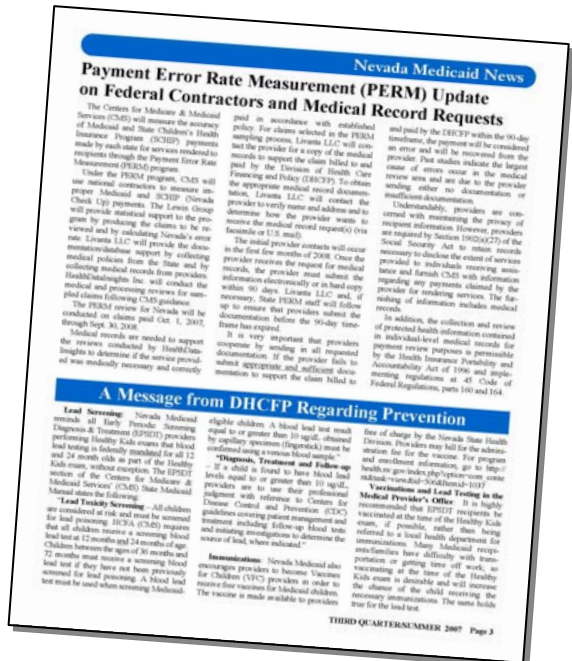 Nevada Medicaid News
Payment Error Rate Measurement (PERM) Update
on Federal Contractors and Medical Record Requests
The Centers for Medicare & Medicaid
Services (CMS) will measure the accuracy
of Medicaid and State Children's Health
Insurance Program (SCHIP) payments
made by each state for services rendered to
recipients through the Payment Error Rate
Measurement (PERM) program.
Under the PERM program, CMS will
use national contractors to measure im-
proper Medicaid and SCHIP (Nevada
Check Up) payments. The Lewin Group
will provide statistical support to the pro-
gram by producing the claims to be re-
viewed and by calculating Nevada's error
rate. Livanta LLC will provide the docu-
mentation/database support by collecting
medical policies from the State and by
collecting medical records from providers.
HealthDataInsights Inc. will conduct the
medical and processing reviews for sam-
pled claims following CMS guidance.
The PERM review for Nevada will be
conducted on claims paid Oct. 1, 2007,
through Sept. 30, 2008.
Medical records are needed to support
the reviews conducted by HealthData-
Insights to determine if the service provid-
ed was medically necessary and correctly
paid in accordance with established
policy. For claims selected in the PERM
sampling process, Livanta LLC will con-
tact the provider for a copy of the medical
records to support the claim billed to and
paid by the Division of Health Care
Financing and Policy (DHCFP). To obtain
the appropriate medical record documen-
tation, Livanta LLC will contact the
provider to verify name and address and to
determine how the provider wants to
receive the medical record request(s) (via
facsimile or U.S. mail).
The initial provider contacts will occur
in the first few months of 2008. Once the
provider receives the request for medical
records, the provider must submit the
information electronically or in hard copy
within 90 days. Livanta LLC and, if
necessary, State PERM staff will follow
up to ensure that providers submit the
documentation before the 90-day time-
frame has expired.
It is very important that providers
cooperate by sending in all requested
documentation. If the provider fails to
submit appropriate and sufficient docu-
mentation to support the claim billed to
and paid by the DHCFP within the 90-day
timeframe, the payment will be considered
an error and will be recovered from the
provider. Past studies indicate the largest
cause of errors occur in the medical
review area and are due to the provider
sending either no documentation or
insufficient documentation.
Understandably, providers are con-
cerned with maintaining the privacy of
recipient information. However, providers
are required by Section 1902(a)(27) of the
Social Security Act to retain records
necessary to disclose the extent of services
provided to individuals receiving assis-
tance and furnish CMS with information
regarding any payments claimed by the
provider for rendering services. The fur-
nishing of information includes medical
records.
In addition, the collection and review
of protected health information contained
in individual-level medical records for
payment review purposes is permissible
by the Health Insurance Portability and
Accountability Act of 1996 and imple-
menting regulations at 45 Code of
Federal Regulations, parts 160 and 164.
A Message from DHCFP Regarding Prevention
Lead Screening: Nevada Medicaid
reminds all Early Periodic Screening
Diagnosis & Treatment (EPSDT) providers
performing Healthy Kids exams that blood
lead testing is federally mandated for all 12
and 24 month olds as part of the Healthy
Kids exam, without exception. The EPSDT
section of the Centers for Medicare &
Medicaid Services' (CMS) State Medicaid
Manual states the following:
"Lead Toxicity Screening – All children
are considered at risk and must be screened
for lead poisoning. HCFA (CMS) requires
that all children receive a screening blood
lead test at 12 months and 24 months of age.
Children between the ages of 36 months and
72 months must receive a screening blood
lead test if they have not been previously
screened for lead poisoning. A blood lead
test must be used when screening Medicaid-
eligible children. A blood lead test result
equal to or greater than 10 ug/dL obtained
by capillary specimen (fingerstick) must be
confirmed using a venous blood sample."
"Diagnosis, Treatment and Follow-up
– If a child is found to have blood lead
levels equal to or greater than 10 ug/dL,
providers are to use their professional
judgment with reference to Centers for
Disease Control and Prevention (CDC)
guidelines covering patient management and
treatment including follow-up blood tests
and initiating investigations to determine the
source of lead, where indicated."
Immunizations: Nevada Medicaid also
encourages providers to become Vaccines
for Children (VFC) providers in order to
receive free vaccines for Medicaid children.
The vaccine is made available to providers
free of charge by the Nevada State Health
Division. Providers may bill for the adminis-
tration fee for the vaccine. For program
and enrollment information, go to http://
Vaccinations and Lead Testing in the
Medical Provider's Office: It is highly
recommended that EPSDT recipients be
vaccinated at the time of the Healthy Kids
exam, if possible, rather than being
referred to a local health department for
immunizations. Many Medicaid recipi-
ents/families have difficulty with trans-
portation or getting time off work, so
vaccinating at the time of the Healthy
Kids exam is desirable and will increase
the chance of the child receiving the
necessary immunizations. The same holds
true for the lead test.
THIRD QUARTER/SUMMER 2007 Page 3